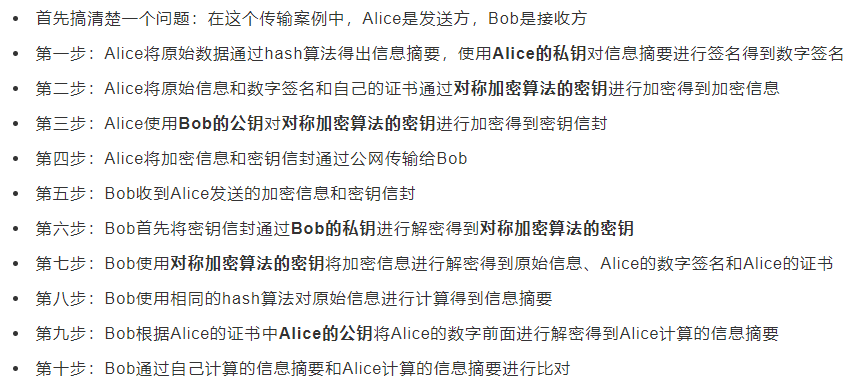 • 首先搞清楚一个问题：在这个传输案例中，Alice是发送方，Bob是接收方
• 第一步：Alice将原始数据通过hash算法得出信息摘要，使用Alice的私钥对信息摘要进行签名得到数字签名
• 第二步：Alice将原始信息和数字签名和自己的证书通过对称加密算法的密钥进行加密得到加密信息
• 第三步：Alice使用Bob的公钥对对称加密算法的密钥进行加密得到密钥信封
• 第四步：Alice将加密信息和密钥信封通过公网传输给Bob
• 第五步：Bob收到Alice发送的加密信息和密钥信封
• 第六步：Bob首先将密钥信封通过Bob的私钥进行解密得到对称加密算法的密钥
• 第七步：Bob使用对称加密算法的密钥将加密信息进行解密得到原始信息、Alice的数字签名和Alice的证书
• 第八步：Bob使用相同的hash算法对原始信息进行计算得到信息摘要
• 第九步：Bob根据Alice的证书中Alice的公钥将Alice的数字前面进行解密得到Alice计算的信息摘要
• 第十步：Bob通过自己计算的信息摘要和Alice计算的信息摘要进行比对